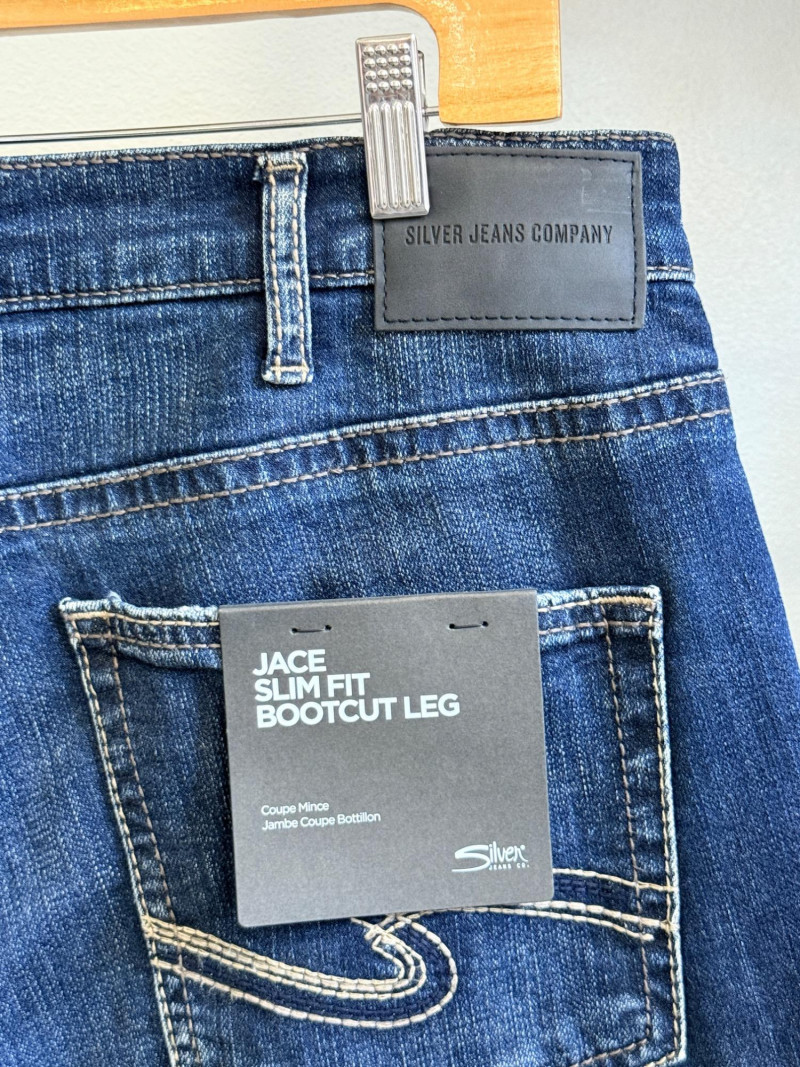 SILVER JEANS COMPANY
JACE
SLIM FIT
BOOTCUT LEG
Coupe Mince
Jambe Coupe Bottillon
Silver®
JEANS CO.